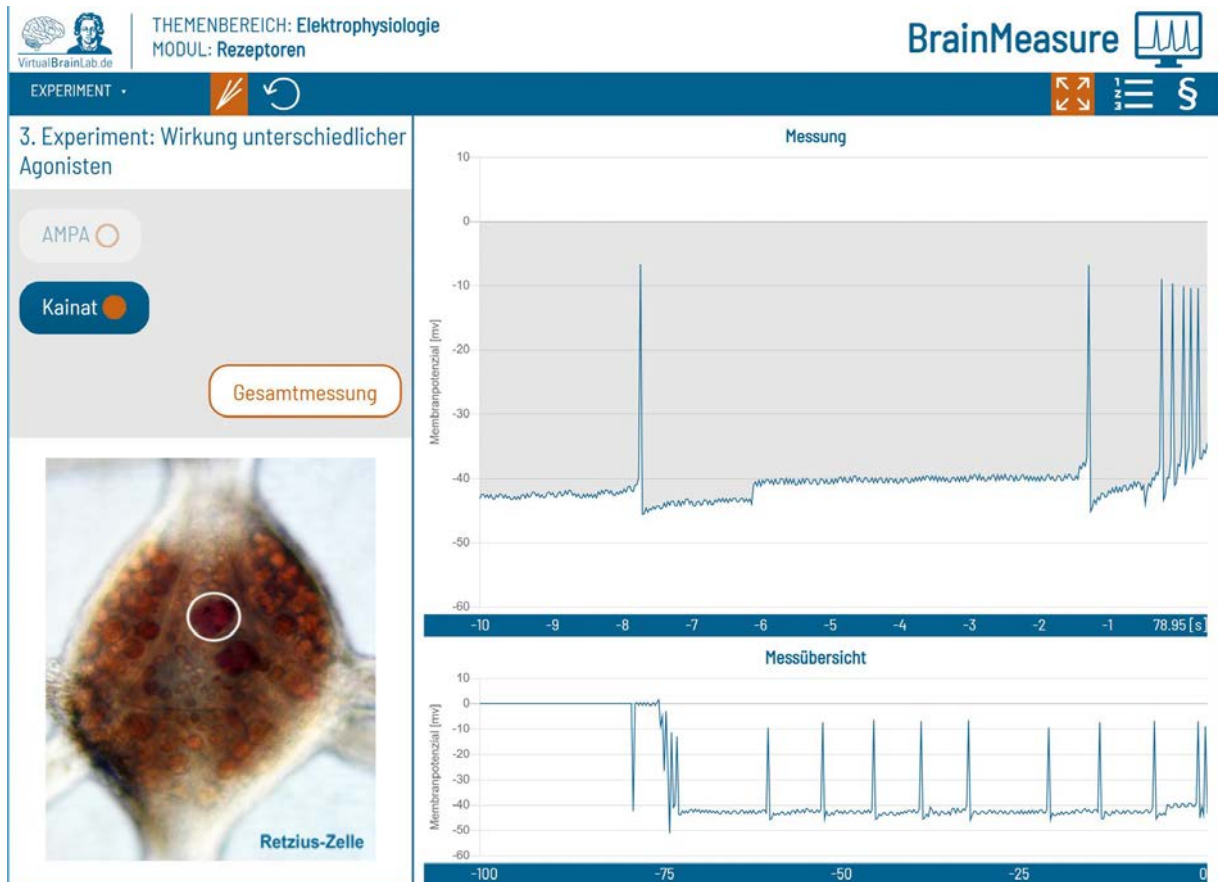 VirtualBrainLab.de
THEMENBEREICH: Elektrophysiologie
MODUL: Rezeptoren
BrainMeasure
EXPERIMENT
1
2
3
§
3. Experiment: Wirkung unterschiedlicher
Agonisten
AMPA
Kainat
Gesamtmessung
Retzius-Zelle
Messung
Membranpotenzial [mv]
10
0
-10
-20
-30
-40
-50
-60
-10 -9 -8 -7 -6 -5 -4 -3 -2 -1 78.95 [s]
Messübersicht
Membranpotenzial [mv]
10
0
-10
-20
-30
-40
-50
-60
-100 -75 -50 -25 0